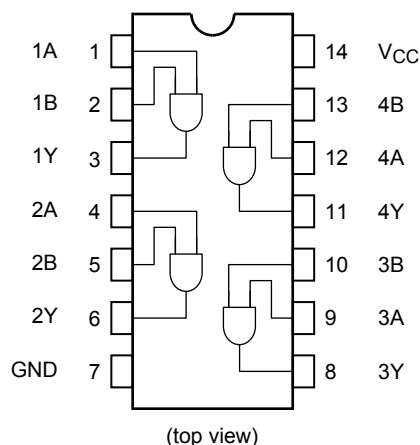 1A 1 14 VCC
1B 2 13 4B
1Y 3 12 4A
2A 4 11 4Y
2B 5 10 3B
2Y 6 9 3A
GND 7 8 3Y
(top view)